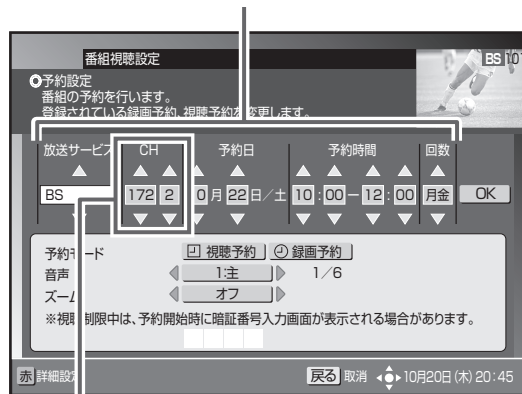 番組視聴設定
BS 101
予約設定
番組の予約を行います。
登録されている録画予約、視聴予約を変更します。
放送サービス CH 予約日 予約時間 回数
BS 172 2 0月 22日/土 10:00－12:00 月金 OK
予約モード 視聴予約 録画予約
音声 1:主 1/6
ズーム オフ
※視聴制限中は、予約開始時に暗証番号入力画面が表示される場合があります。
赤 詳細設定 戻る 取消 10月20日(木)20:45